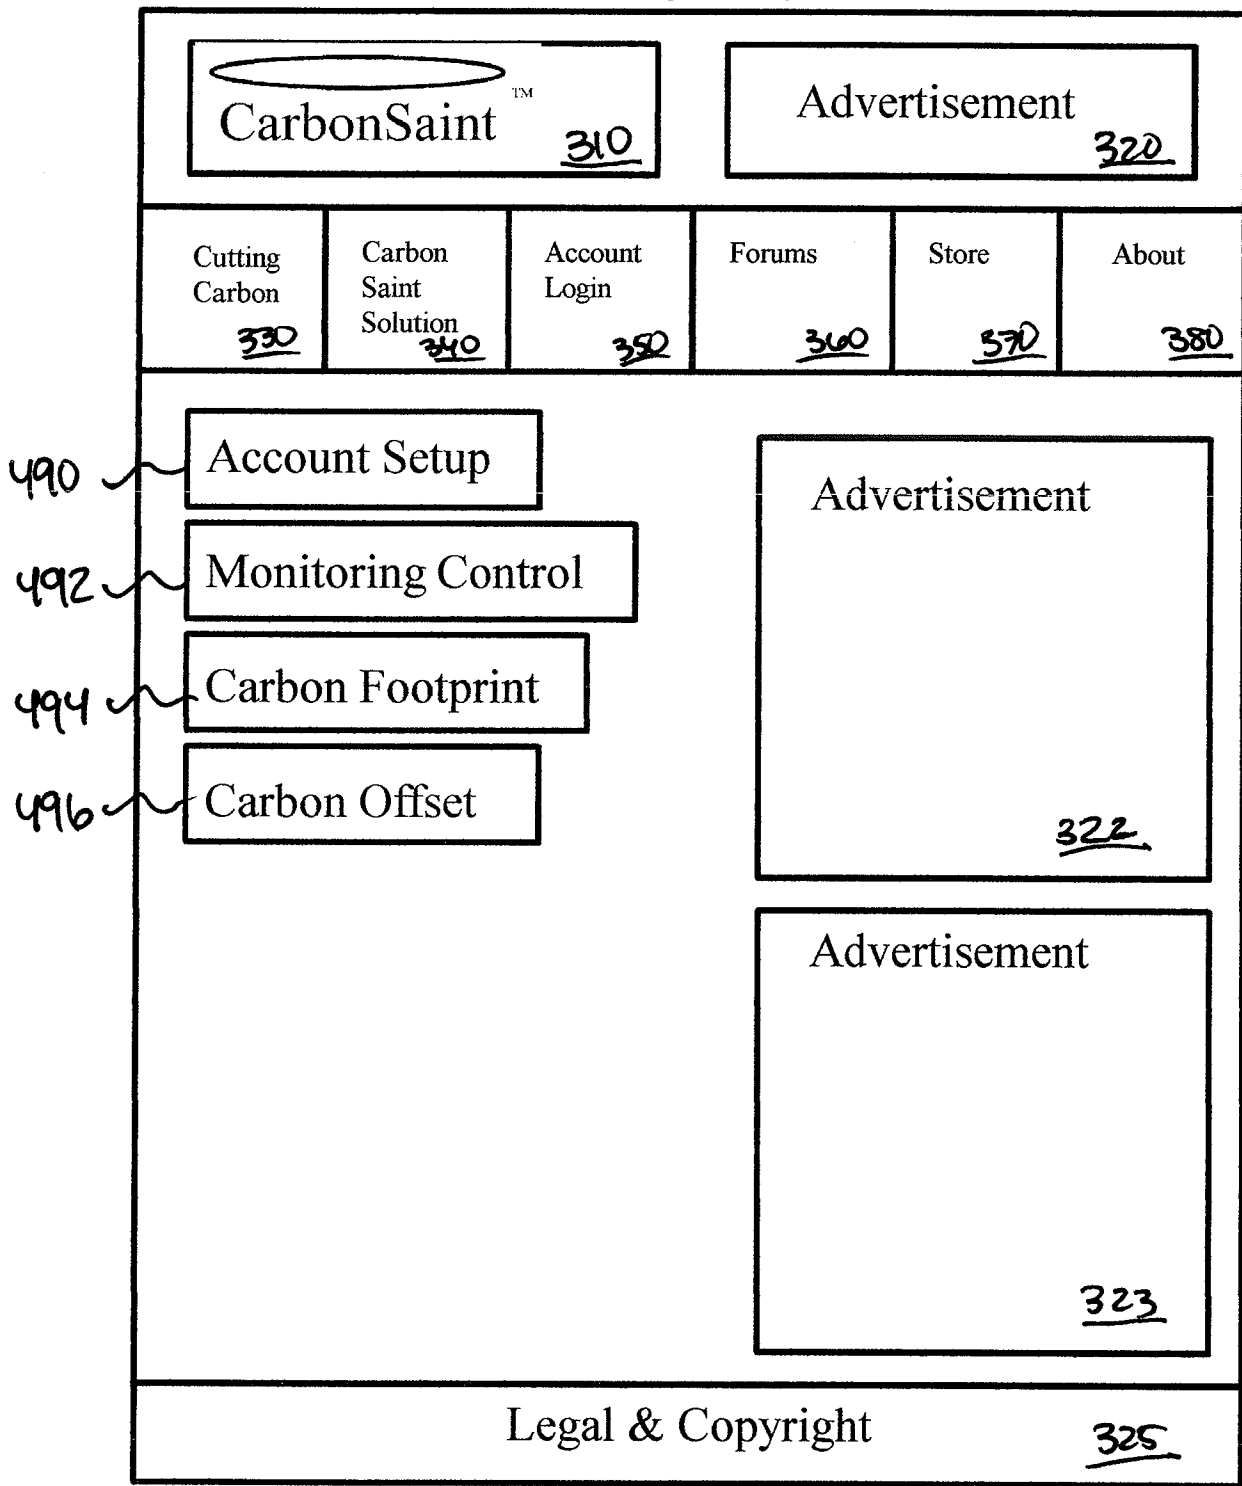 CarbonSaint ™
310
Advertisement
320
Cutting
Carbon
330
Carbon
Saint
Solution
340
Account
Login
350
Forums
360
Store
370
About
380
490
Account Setup
492
Monitoring Control
494
Carbon Footprint
496
Carbon Offset
Advertisement
322
Advertisement
323
Legal & Copyright
325